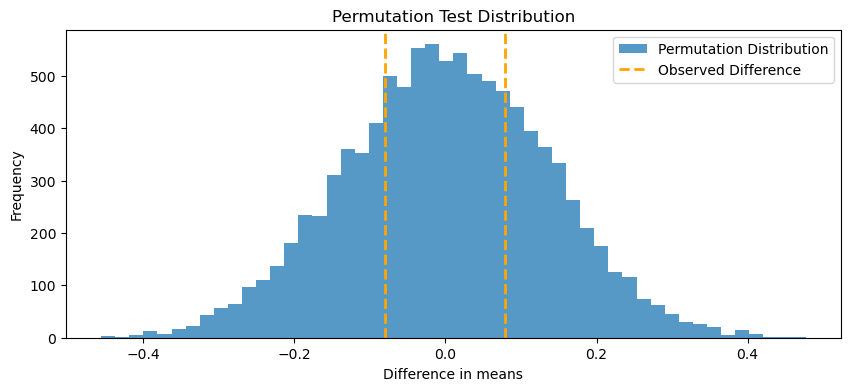 Permutation Test Distribution
Permutation Distribution
Observed Difference
Frequency
500
400
300
200
100
0
−0.4
−0.2
0.0
0.2
0.4
Difference in means